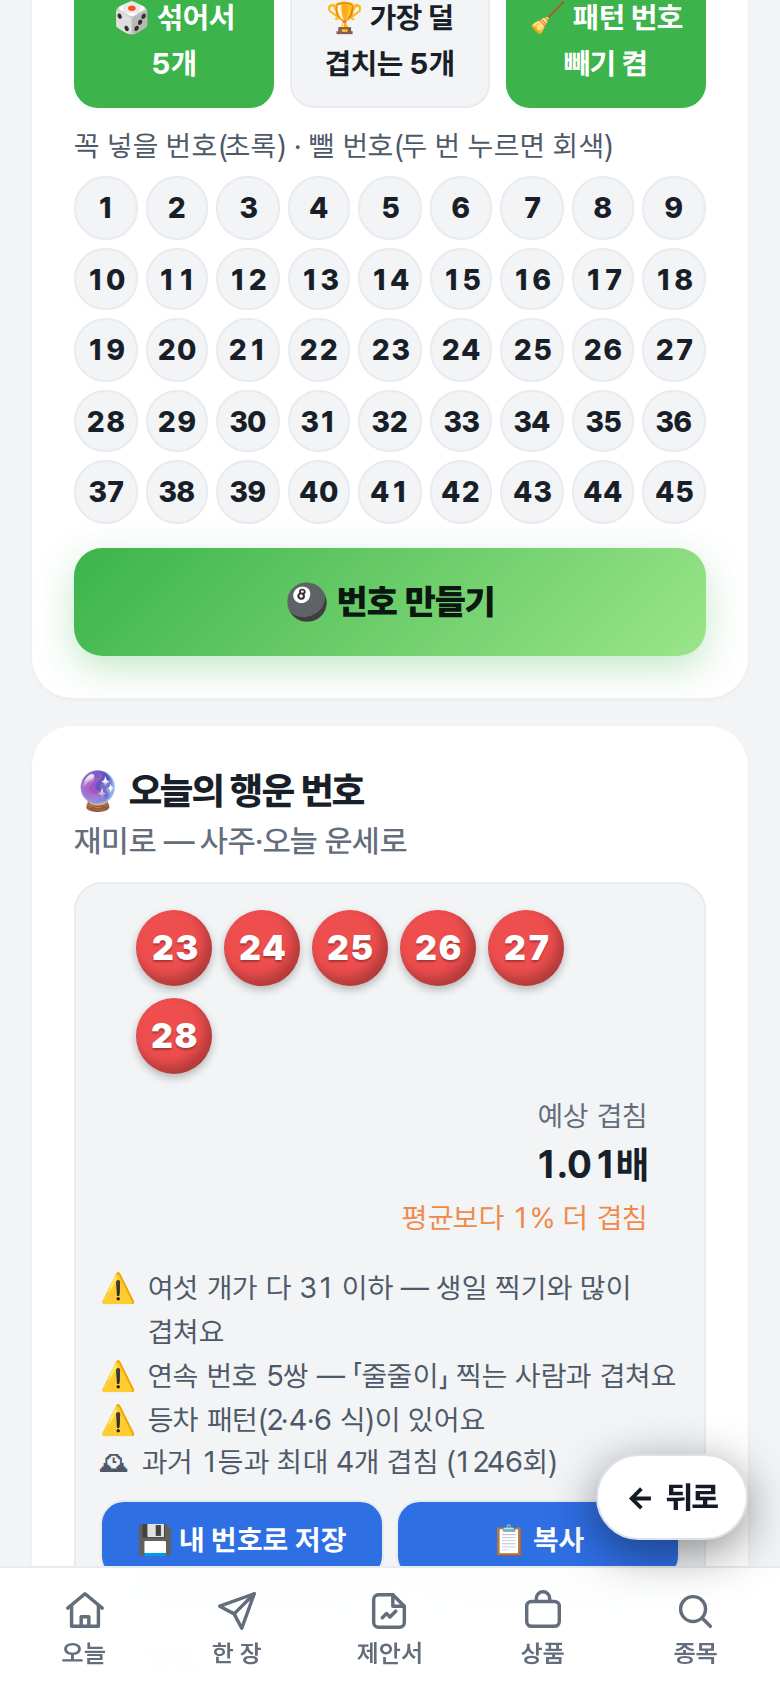 섞어서
5개
가장 덜
겹치는 5개
패턴 번호
빼기 켬
꼭 넣을 번호(초록) · 뺄 번호(두 번 누르면 회색)
1 2 3 4 5 6 7 8 9
10 11 12 13 14 15 16 17 18
19 20 21 22 23 24 25 26 27
28 29 30 31 32 33 34 35 36
37 38 39 40 41 42 43 44 45
8 번호 만들기
오늘의 행운 번호
재미로 — 사주·오늘 운세로
23 24 25 26 27
28
예상 겹침
1.01배
평균보다 1% 더 겹침
여섯 개가 다 31 이하 — 생일 찍기와 많이
겹쳐요
연속 번호 5쌍 — 「줄줄이」 찍는 사람과 겹쳐요
등차 패턴(2·4·6 식)이 있어요
과거 1등과 최대 4개 겹침 (1246회)
← 뒤로
내 번호로 저장
복사
오늘 한 장 제안서 상품 종목